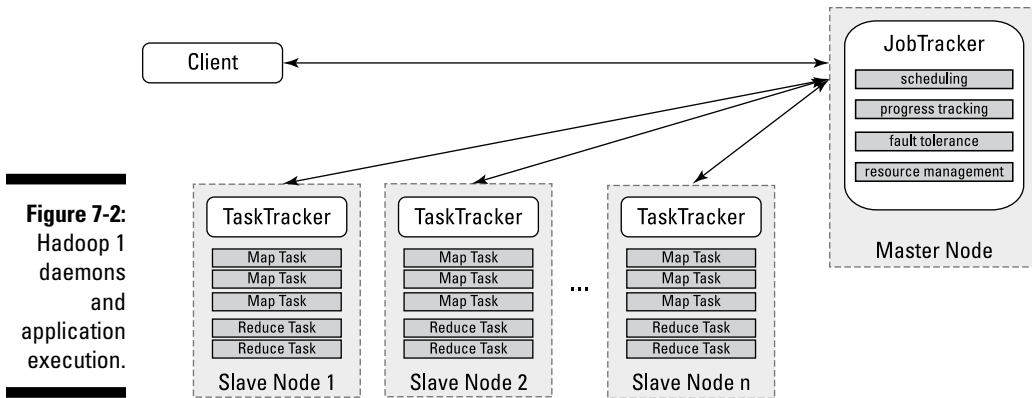 Client
JobTracker
scheduling
progress tracking
fault tolerance
resource management
Master Node
Figure 7-2:
Hadoop 1
daemons
and
application
execution.
TaskTracker
Map Task
Map Task
Map Task
Reduce Task
Reduce Task
Slave Node 1
TaskTracker
Map Task
Map Task
Map Task
Reduce Task
Reduce Task
Slave Node 2
...
TaskTracker
Map Task
Map Task
Map Task
Reduce Task
Reduce Task
Slave Node n